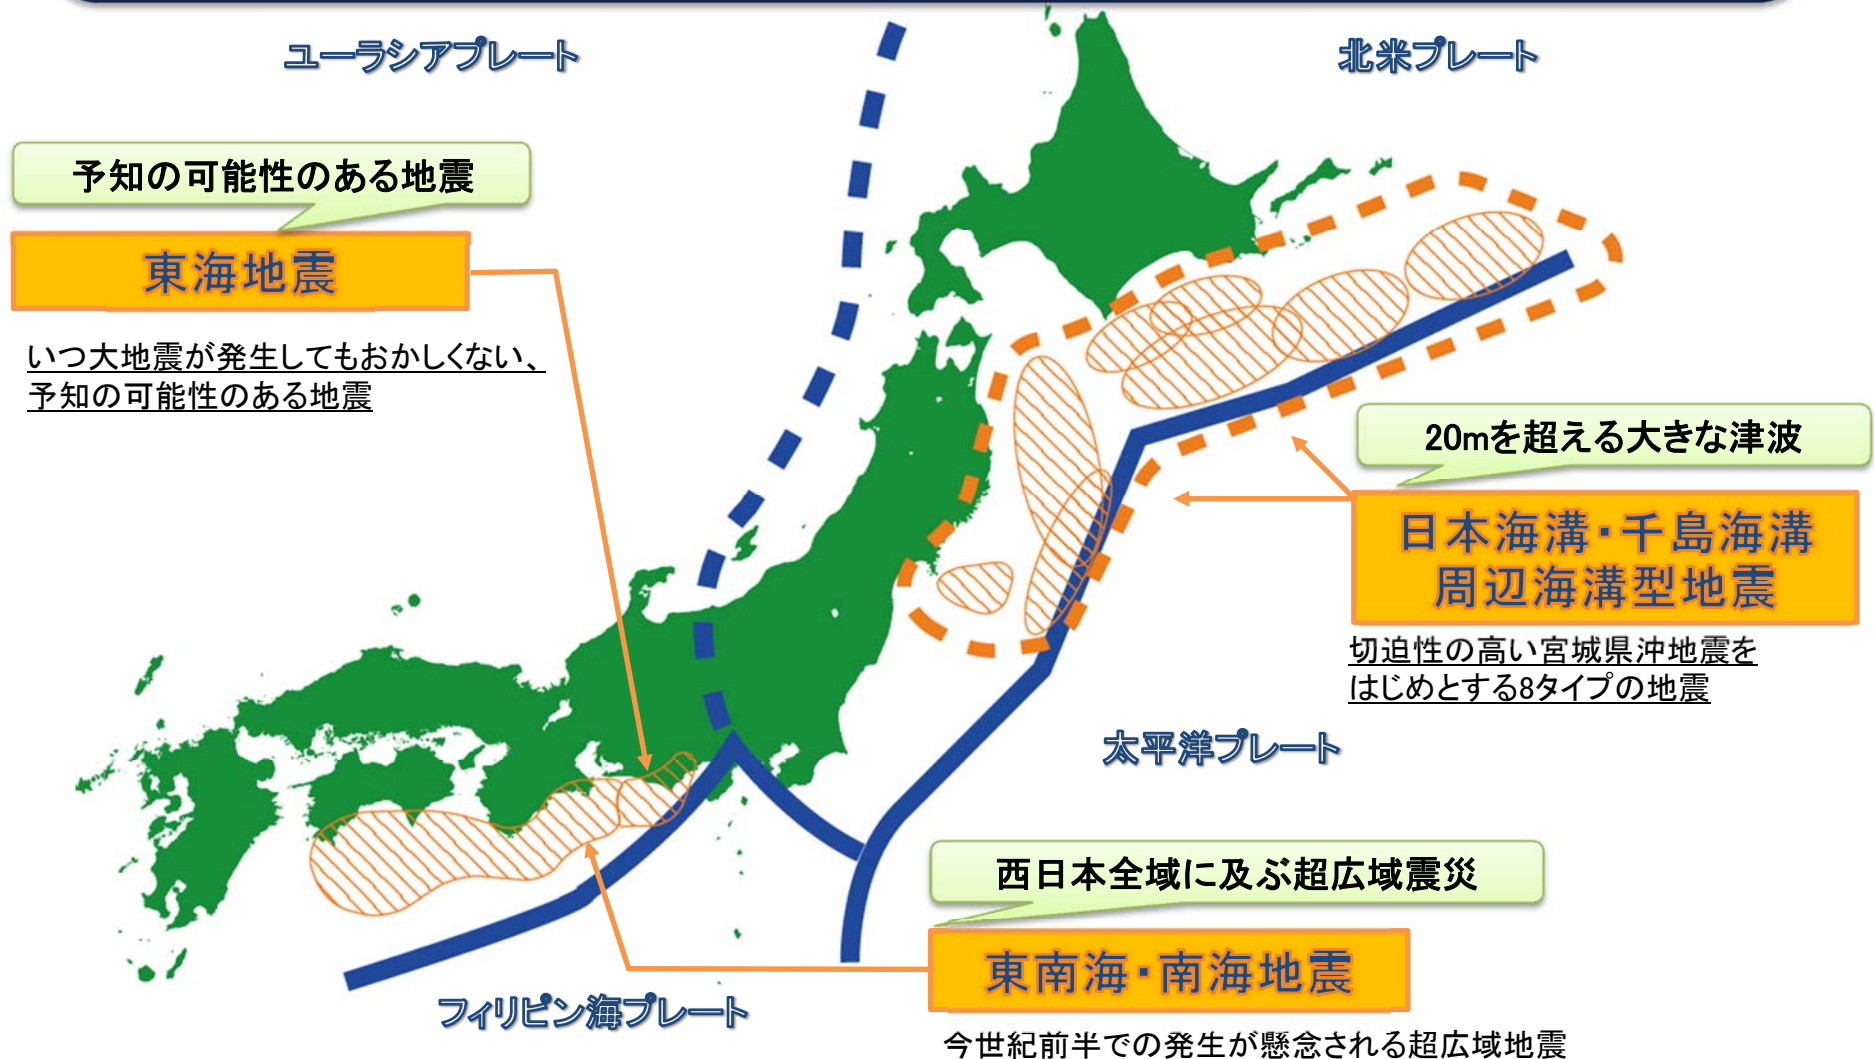 ユーラシアプレート
北米プレート
予知の可能性のある地震
東海地震
いつ大地震が発生してもおかしくない、
予知の可能性のある地震
20mを超える大きな津波
日本海溝・千島海溝
周辺海溝型地震
切迫性の高い宮城県沖地震を
はじめとする8タイプの地震
太平洋プレート
西日本全域に及ぶ超広域震災
東南海・南海地震
フィリピン海プレート
今世紀前半での発生が懸念される超広域地震